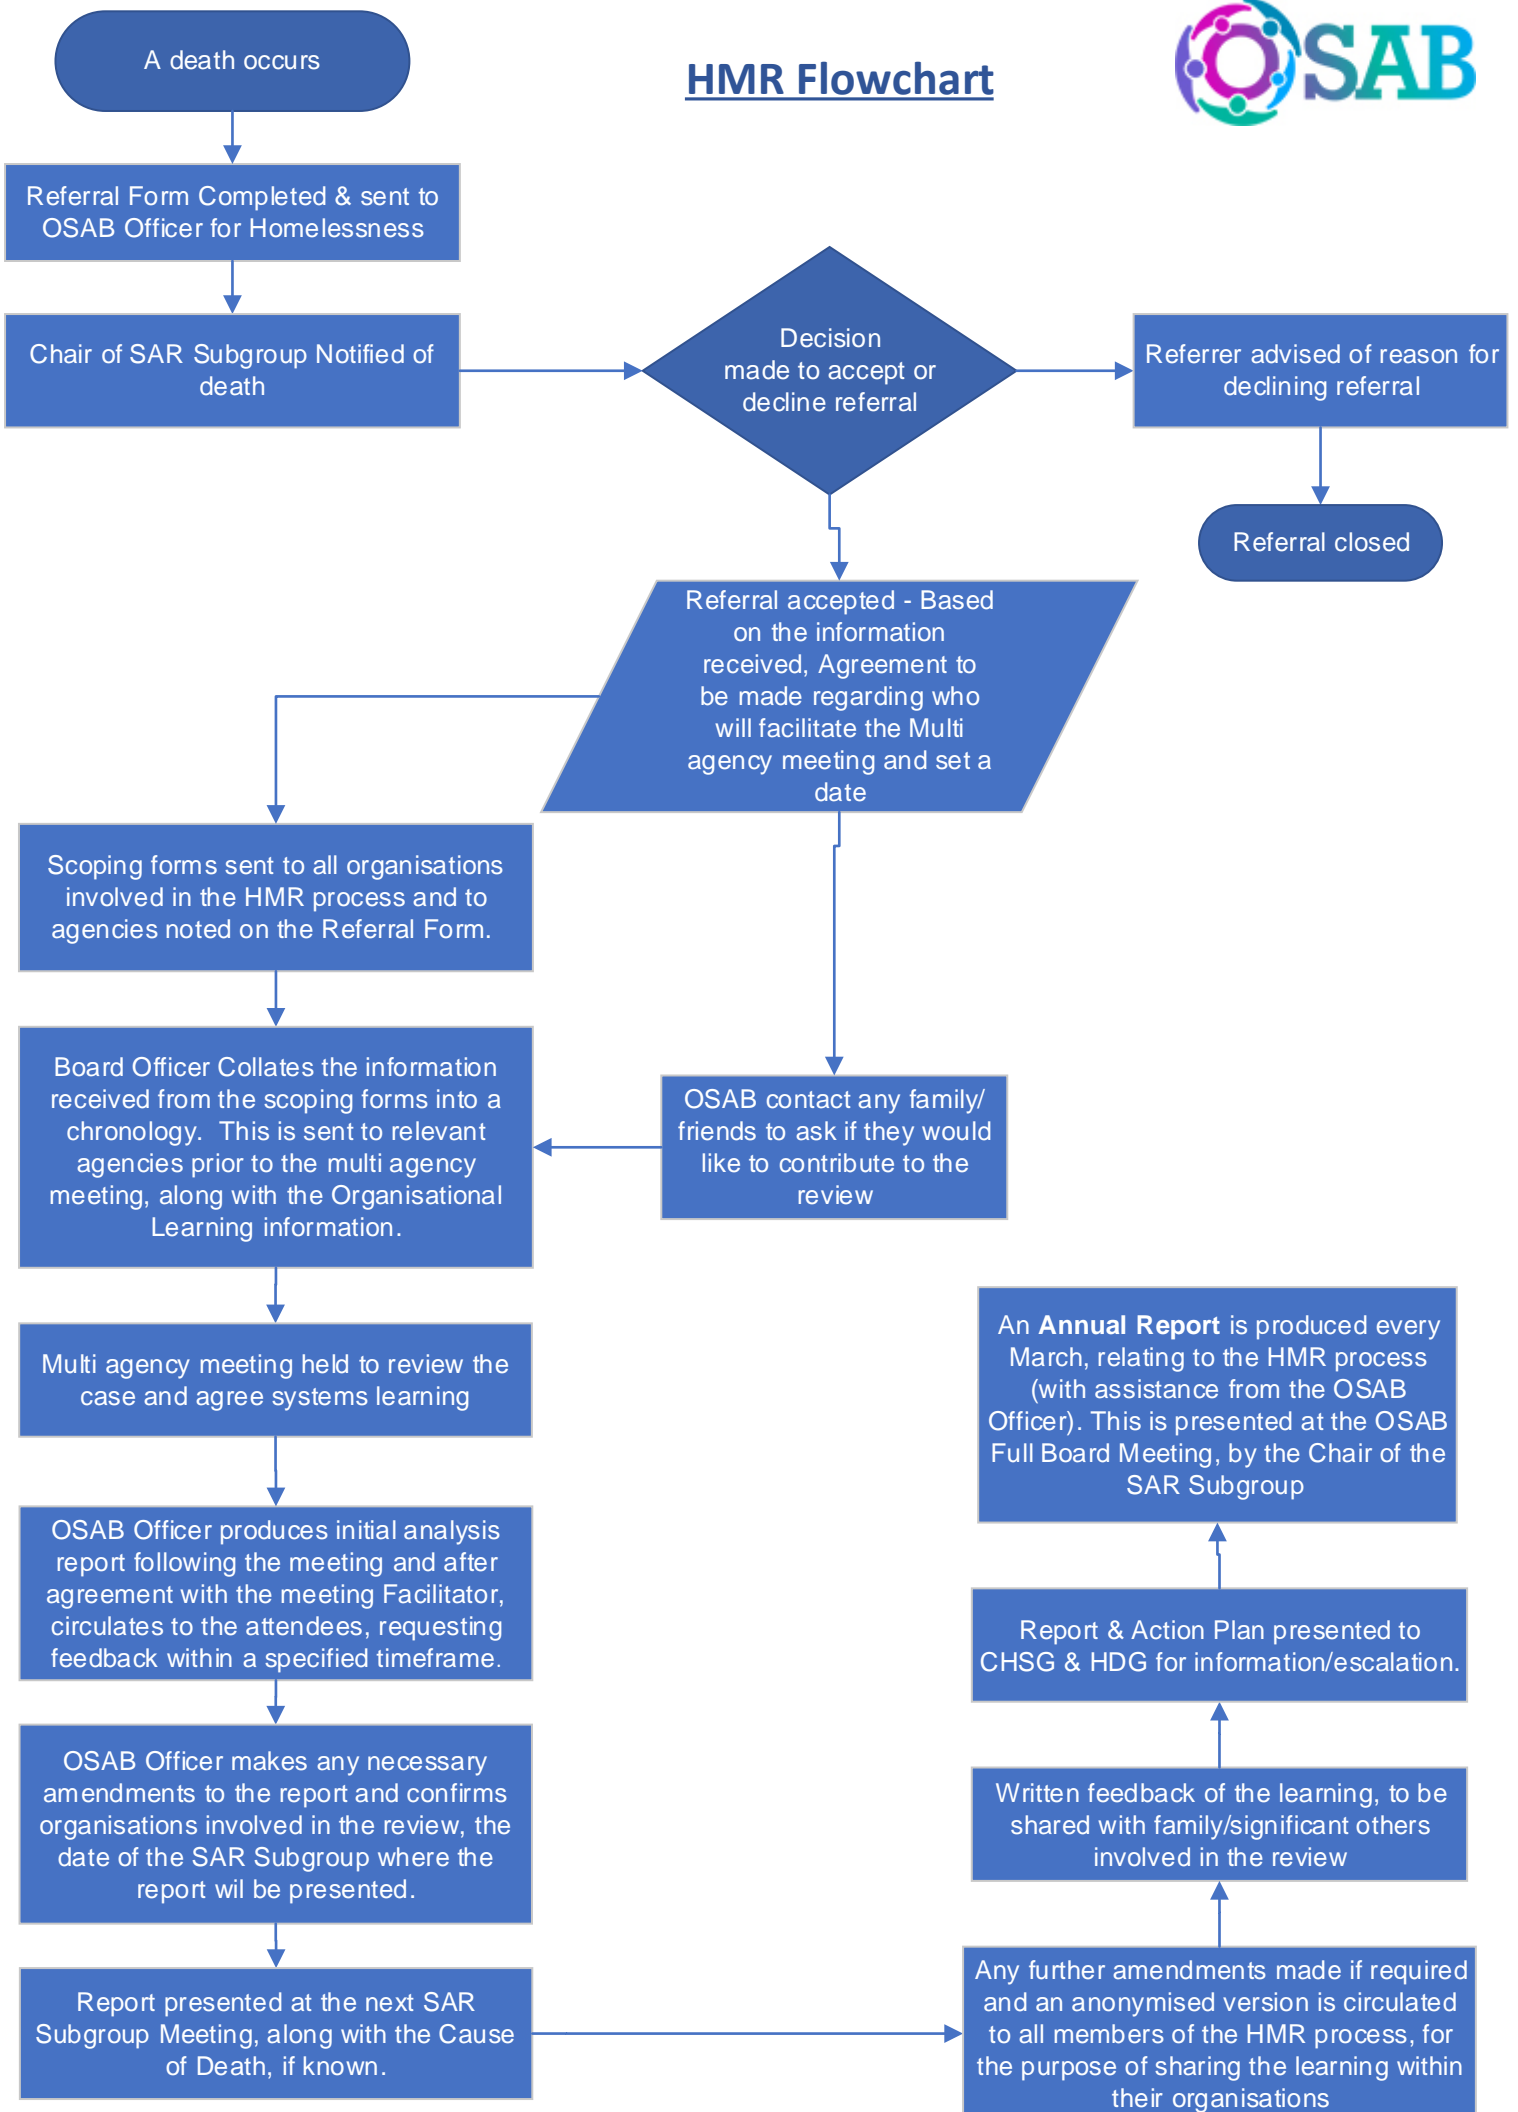 A death occurs
HMR Flowchart
OSAB
Referral Form Completed & sent to
OSAB Officer for Homelessness
Chair of SAR Subgroup Notified of
death
Decision
made to accept or
decline referral
Referrer advised of reason for
declining referral
Referral closed
Referral accepted - Based
on the information
received, Agreement to
be made regarding who
will facilitate the Multi
agency meeting and set a
date
Scoping forms sent to all organisations
involved in the HMR process and to
agencies noted on the Referral Form.
Board Officer Collates the information
received from the scoping forms into a
chronology. This is sent to relevant
agencies prior to the multi agency
meeting, along with the Organisational
Learning information.
OSAB contact any family/
friends to ask if they would
like to contribute to the
review
Multi agency meeting held to review the
case and agree systems learning
OSAB Officer produces initial analysis
report following the meeting and after
agreement with the meeting Facilitator,
circulates to the attendees, requesting
feedback within a specified timeframe.
OSAB Officer makes any necessary
amendments to the report and confirms
organisations involved in the review, the
date of the SAR Subgroup where the
report wil be presented.
Report presented at the next SAR
Subgroup Meeting, along with the Cause
of Death, if known.
Any further amendments made if required
and an anonymised version is circulated
to all members of the HMR process, for
the purpose of sharing the learning within
their organisations
Written feedback of the learning, to be
shared with family/significant others
involved in the review
Report & Action Plan presented to
CHSG & HDG for information/escalation.
An Annual Report is produced every
March, relating to the HMR process
(with assistance from the OSAB
Officer). This is presented at the OSAB
Full Board Meeting, by the Chair of the
SAR Subgroup